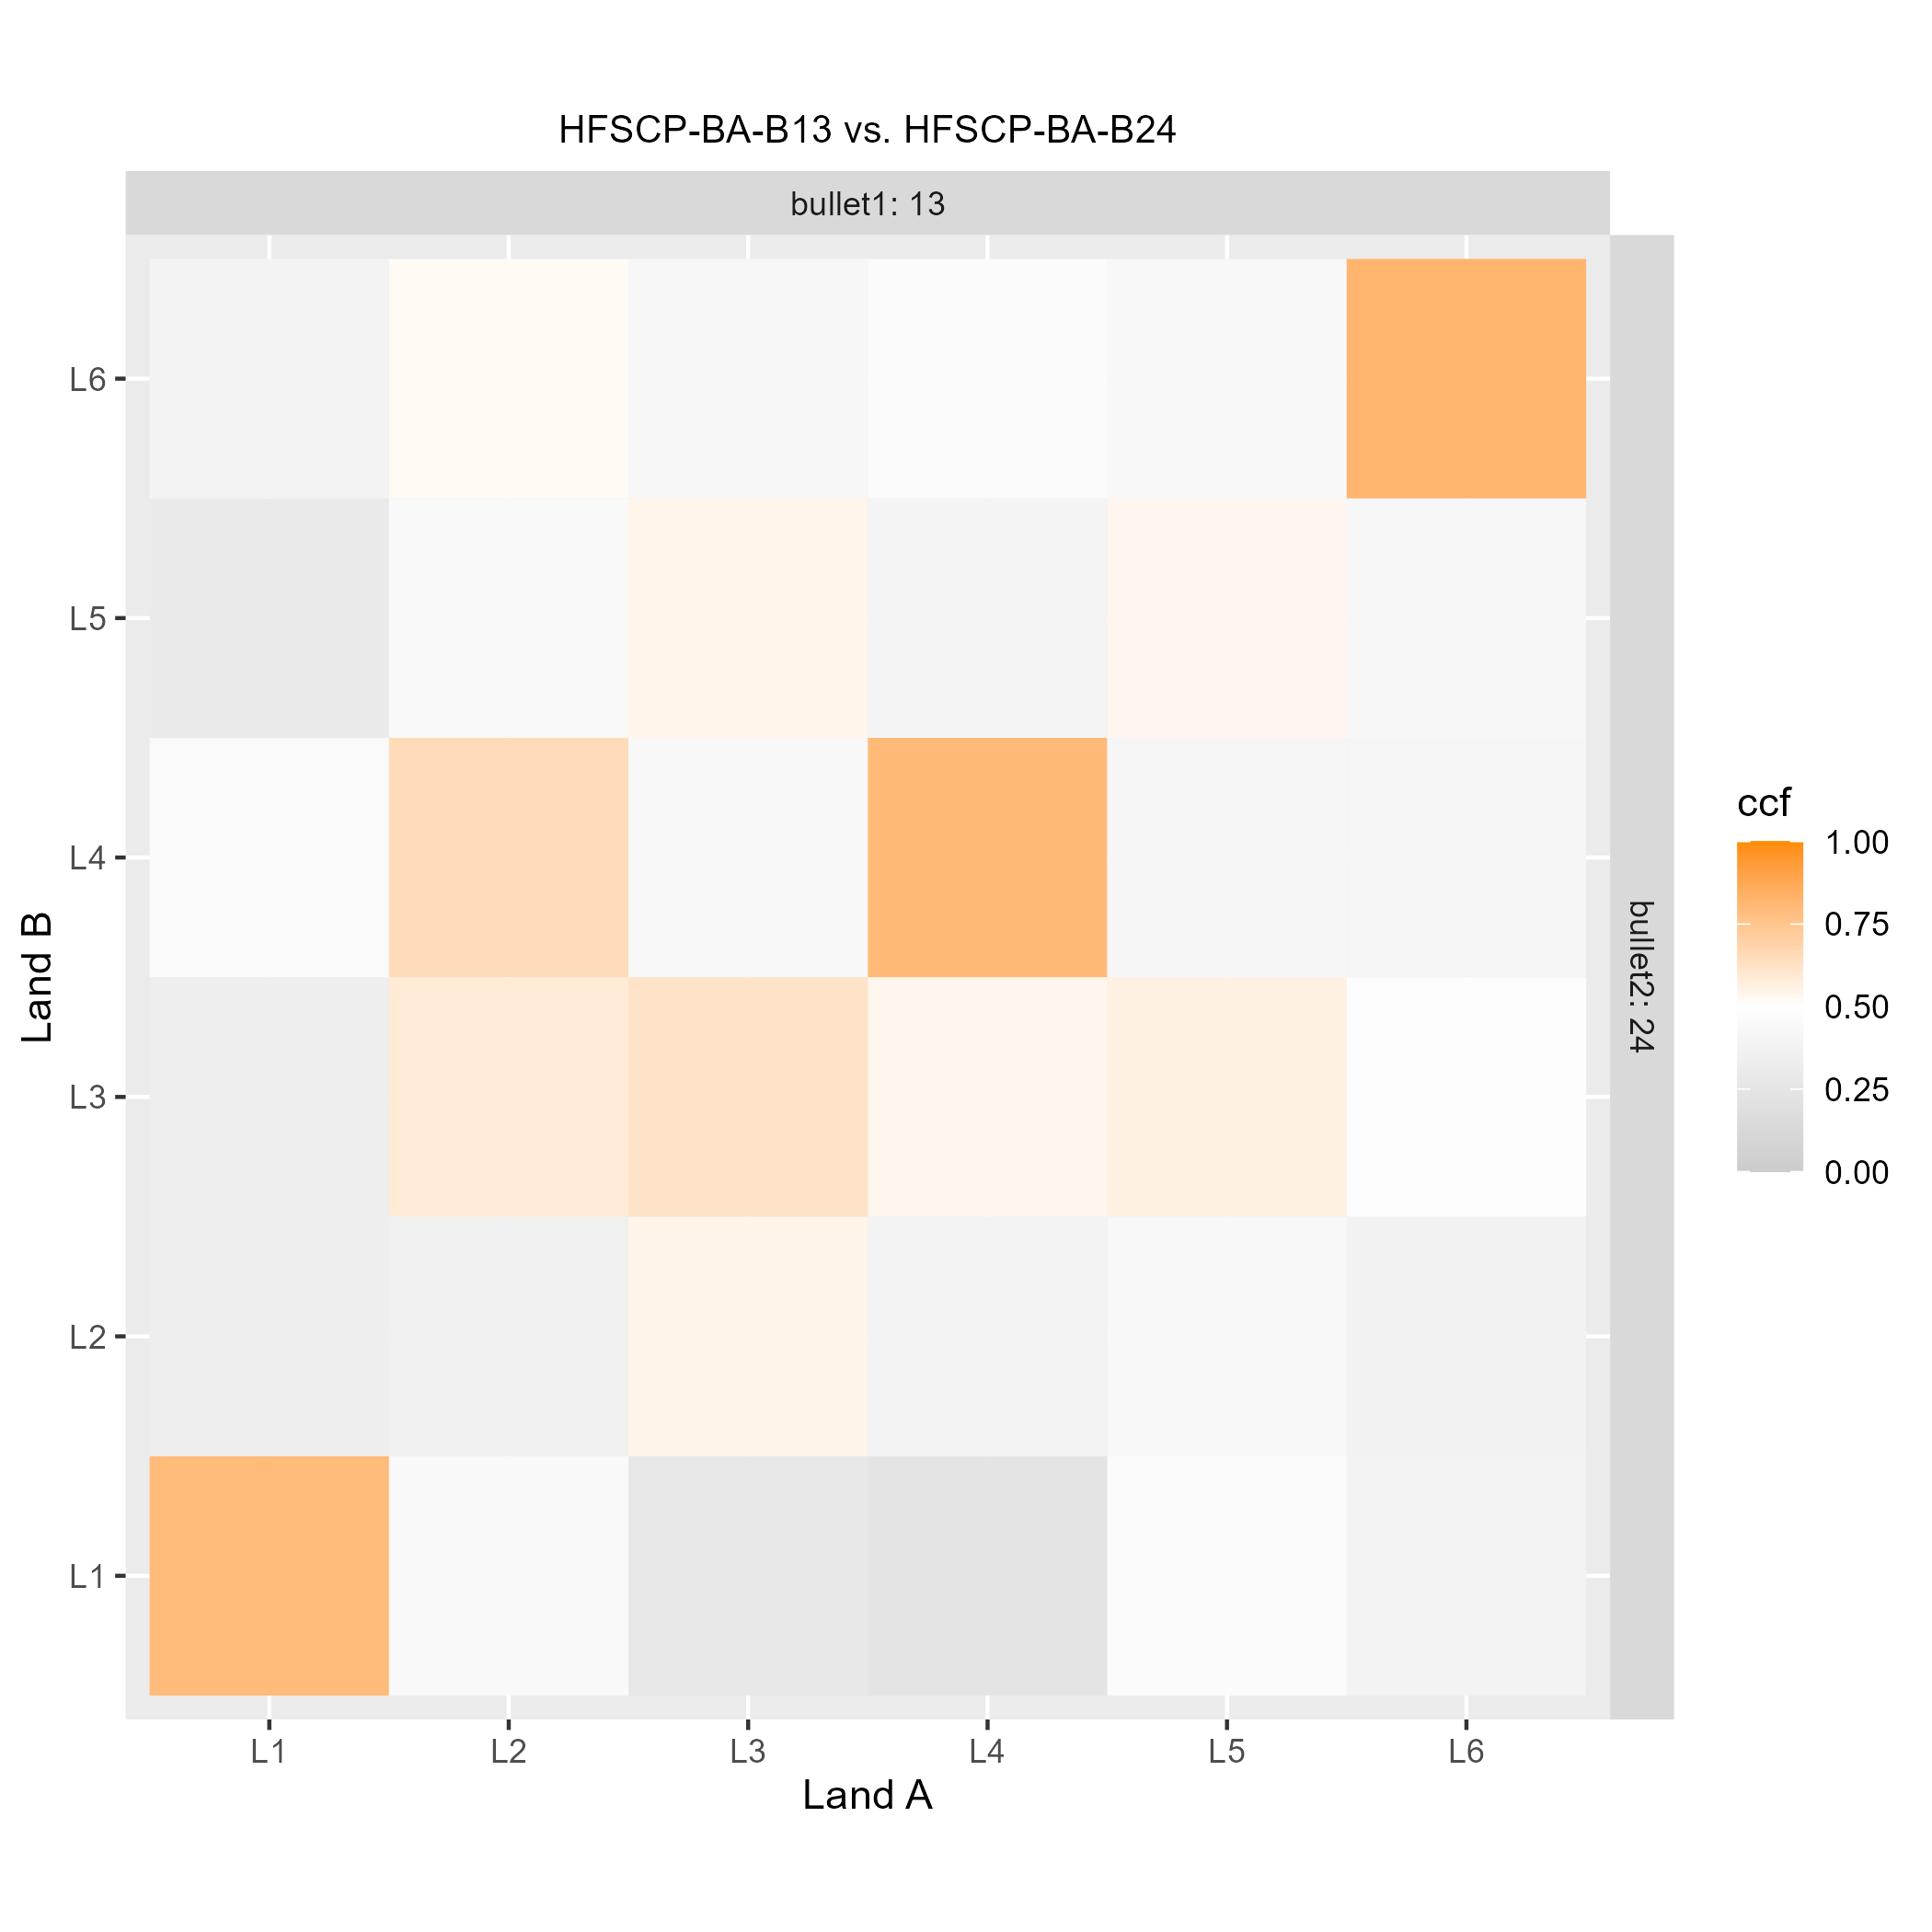 HFSCP-BA-B13 vs. HFSCP-BA-B24
bullet1: 13
L6
L5
L4
L3
L2
L1
Land B
bullet2: 24
ccf
1.00
0.75
0.50
0.25
0.00
L1 L2 L3 L4 L5 L6
Land A